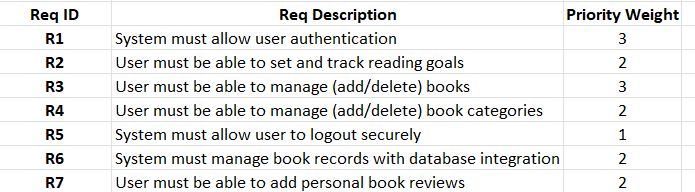 Req ID Req Description Priority Weight
R1 System must allow user authentication 3
R2 User must be able to set and track reading goals 2
R3 User must be able to manage (add/delete) books 3
R4 User must be able to manage (add/delete) book categories 2
R5 System must allow user to logout securely 1
R6 System must manage book records with database integration 2
R7 User must be able to add personal book reviews 2